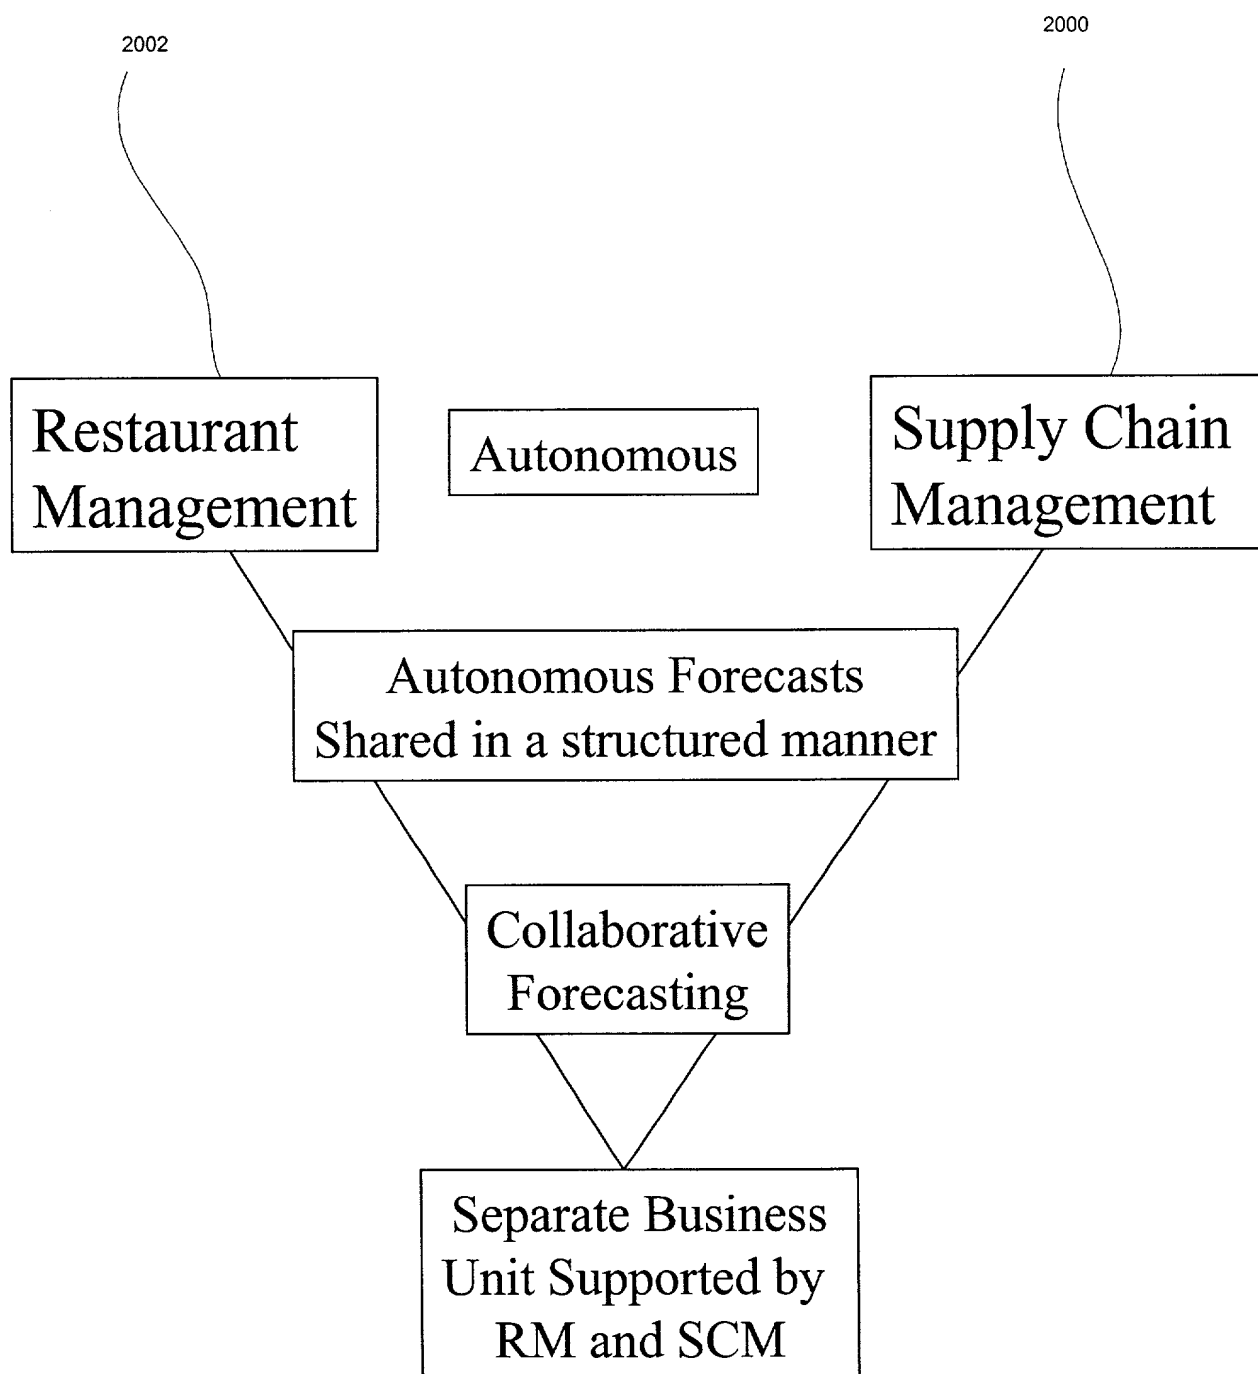 2002
2000
Restaurant
Management
Autonomous
Supply Chain
Management
Autonomous Forecasts
Shared in a structured manner
Collaborative
Forecasting
Separate Business
Unit Supported by
RM and SCM